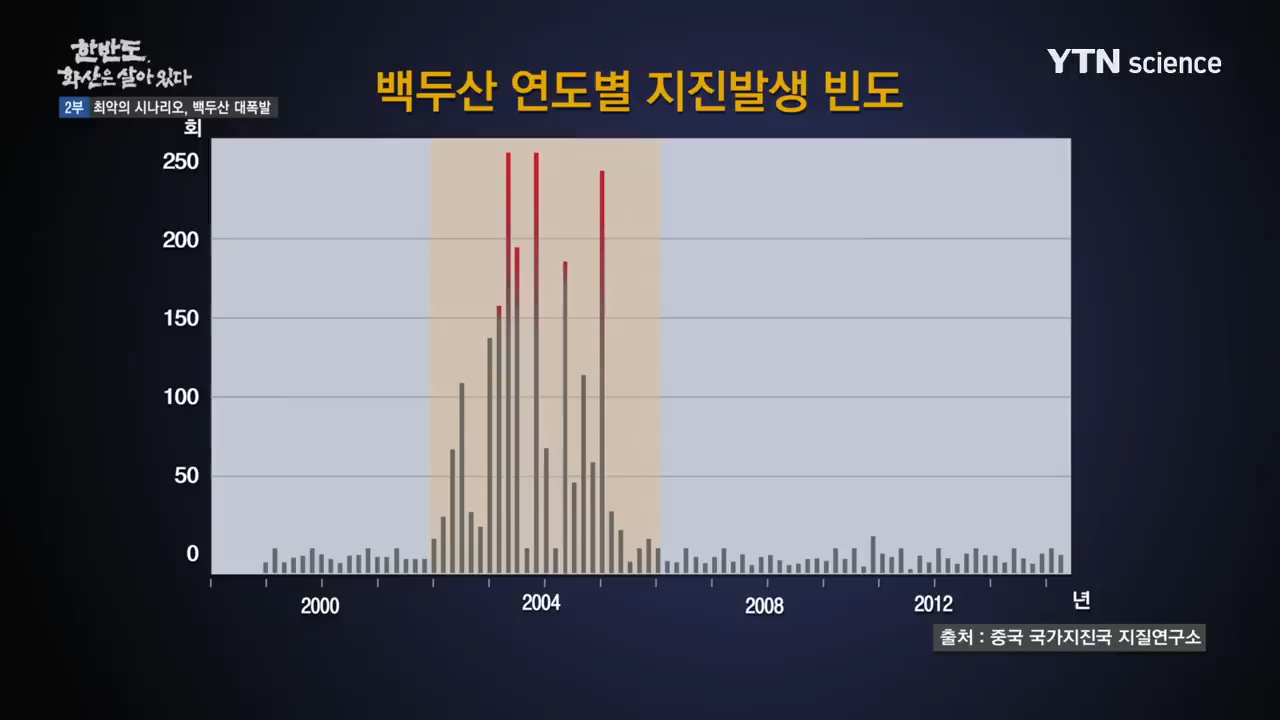 한반도,
화산은 살아있다
2부 최악의 시나리오, 백두산 대폭발
YTN science
백두산 연도별 지진발생 빈도
회
250
200
150
100
50
0
2000 2004 2008 2012 년
출처 : 중국 국가지진국 지질연구소